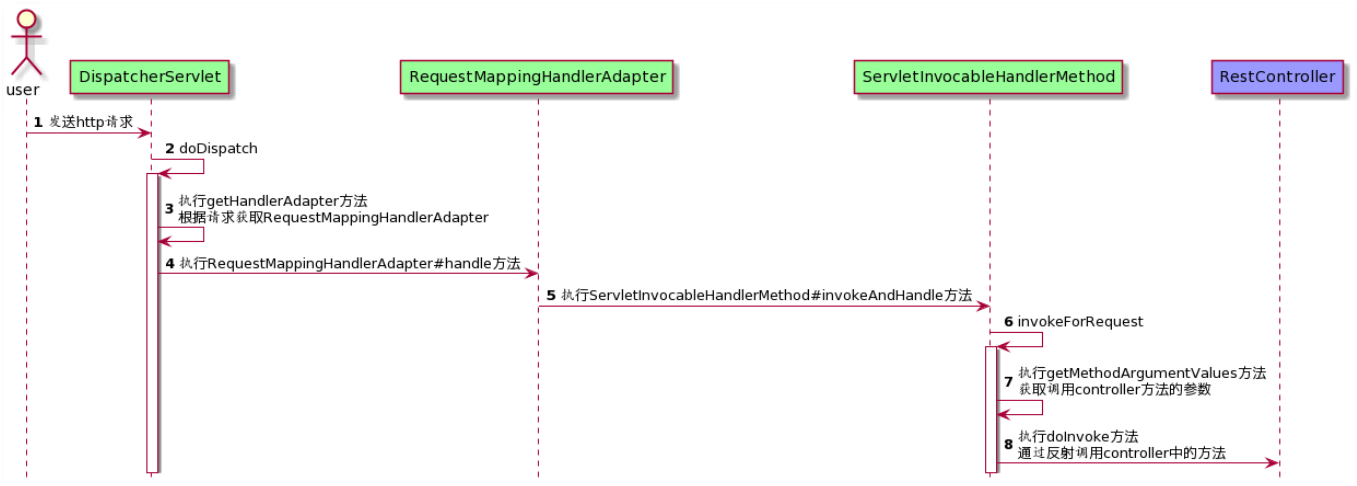 user
DispatcherServlet
RequestMappingHandlerAdapter
ServletInvocableHandlerMethod
RestController
1 发送http请求
2 doDispatch
3 执行getHandlerAdapter方法
根据请求获取RequestMappingHandlerAdapter
4 执行RequestMappingHandlerAdapter#handle方法
5 执行ServletInvocableHandlerMethod#invokeAndHandle方法
6 invokeForRequest
7 执行getMethodArgumentValues方法
获取调用controller方法的参数
8 执行doInvoke方法
通过反射调用controller中的方法